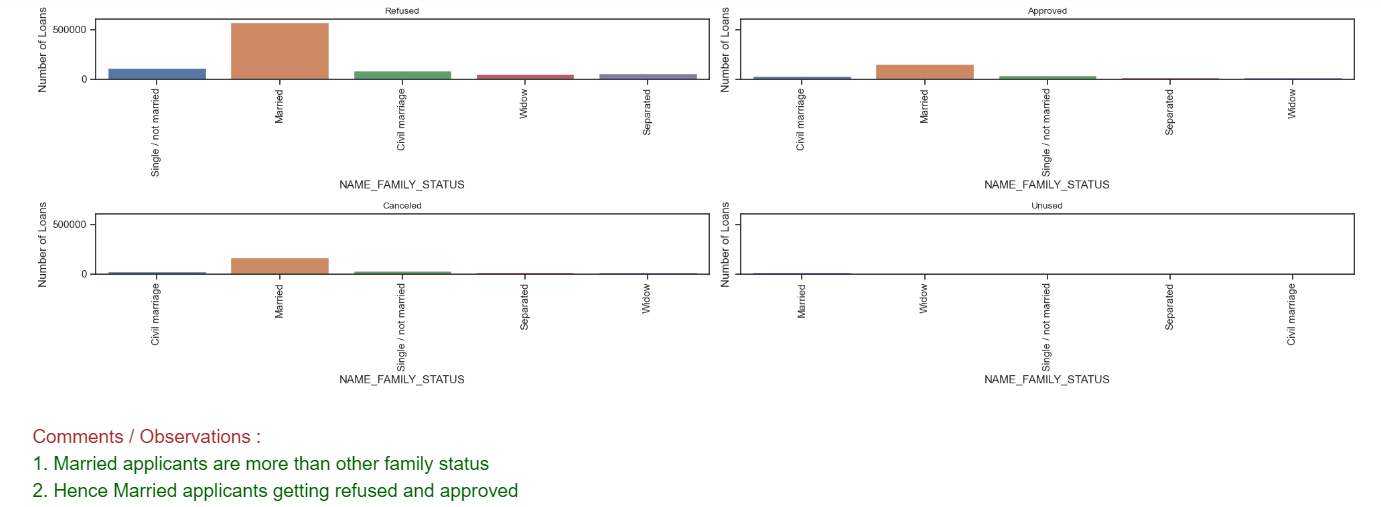 Refused
Number of Loans
500000
0
Single / not married
Married
Civil marriage
Widow
Separated
NAME_FAMILY_STATUS
Approved
Number of Loans
Civil marriage
Married
Single / not married
Separated
Widow
NAME_FAMILY_STATUS
Canceled
Number of Loans
500000
0
Civil marriage
Married
Single / not married
Separated
Widow
NAME_FAMILY_STATUS
Unused
Number of Loans
Married
Widow
Single / not married
Separated
Civil marriage
NAME_FAMILY_STATUS
Comments / Observations :
1. Married applicants are more than other family status
2. Hence Married applicants getting refused and approved